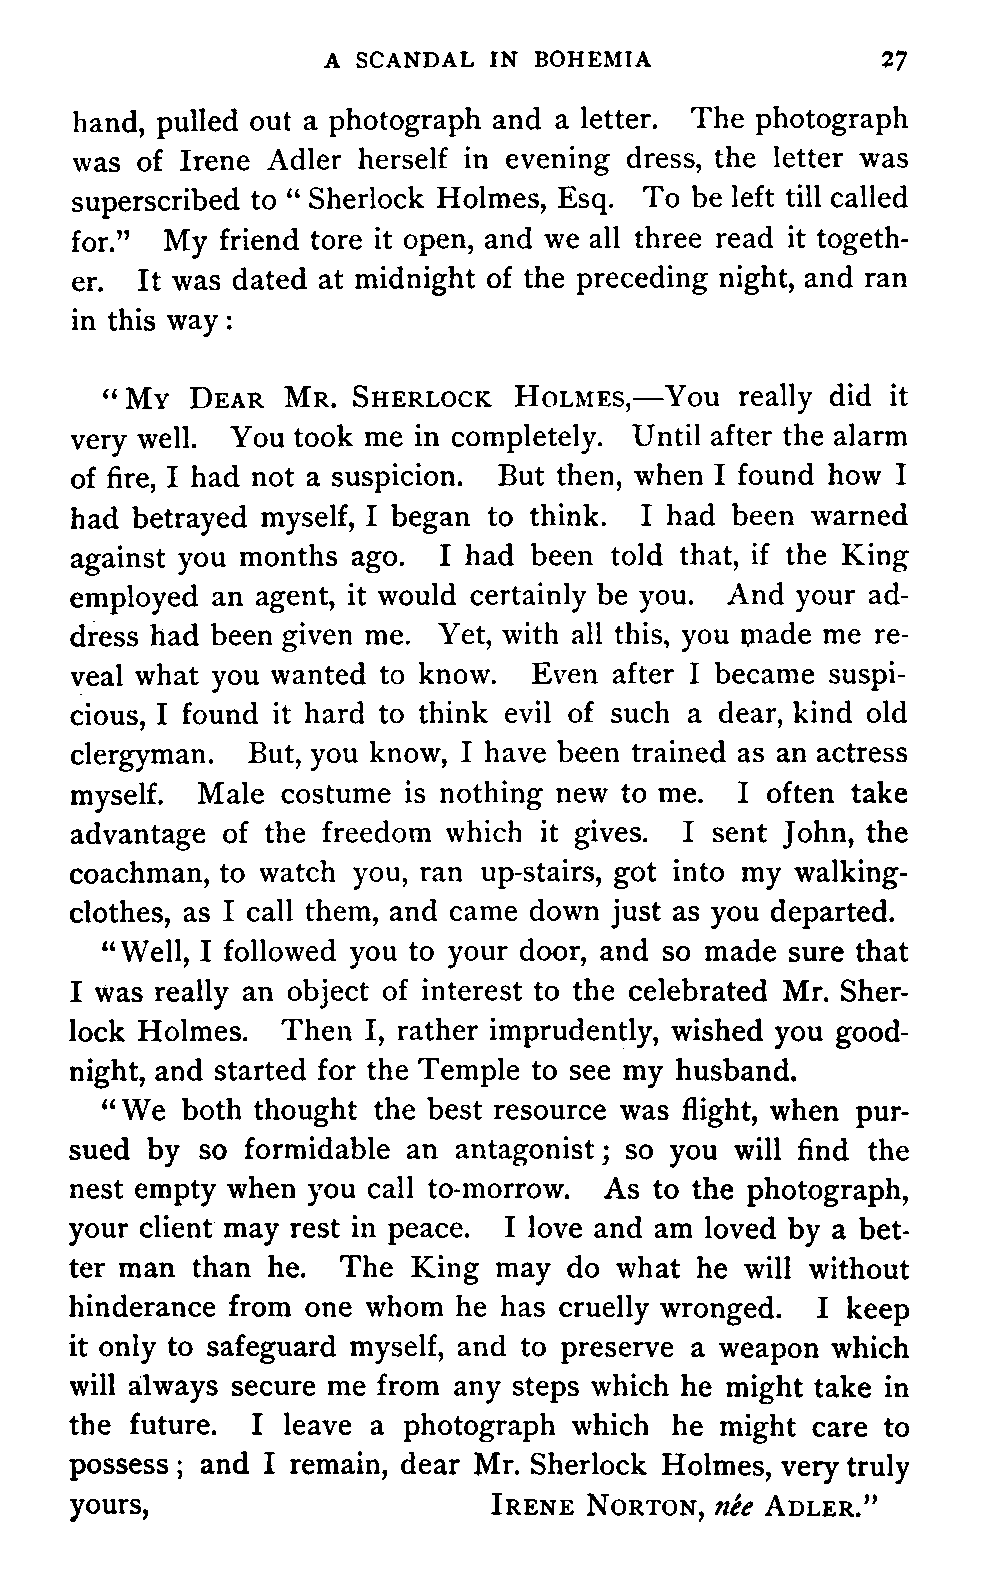 A SCANDAL IN BOHEMIA 27
hand, pulled out a photograph and a letter. The photograph
was of Irene Adler herself in evening dress, the letter was
superscribed to “ Sherlock Holmes, Esq. To be left till called
for.” My friend tore it open, and we all three read it togeth-
er. It was dated at midnight of the preceding night, and ran
in this way :
“ MY DEAR MR. SHERLOCK HOLMES,—You really did it
very well. You took me in completely. Until after the alarm
of fire, I had not a suspicion. But then, when I found how I
had betrayed myself, I began to think. I had been warned
against you months ago. I had been told that, if the King
employed an agent, it would certainly be you. And your ad-
dress had been given me. Yet, with all this, you made me re-
veal what you wanted to know. Even after I became suspi-
cious, I found it hard to think evil of such a dear, kind old
clergyman. But, you know, I have been trained as an actress
myself. Male costume is nothing new to me. I often take
advantage of the freedom which it gives. I sent John, the
coachman, to watch you, ran up-stairs, got into my walking-
clothes, as I call them, and came down just as you departed.
“ Well, I followed you to your door, and so made sure that
I was really an object of interest to the celebrated Mr. Sher-
lock Holmes. Then I, rather imprudently, wished you good-
night, and started for the Temple to see my husband.
“ We both thought the best resource was flight, when pur-
sued by so formidable an antagonist ; so you will find the
nest empty when you call to-morrow. As to the photograph,
your client may rest in peace. I love and am loved by a bet-
ter man than he. The King may do what he will without
hinderance from one whom he has cruelly wronged. I keep
it only to safeguard myself, and to preserve a weapon which
will always secure me from any steps which he might take in
the future. I leave a photograph which he might care to
possess ; and I remain, dear Mr. Sherlock Holmes, very truly
yours, IRENE NORTON, née ADLER.”